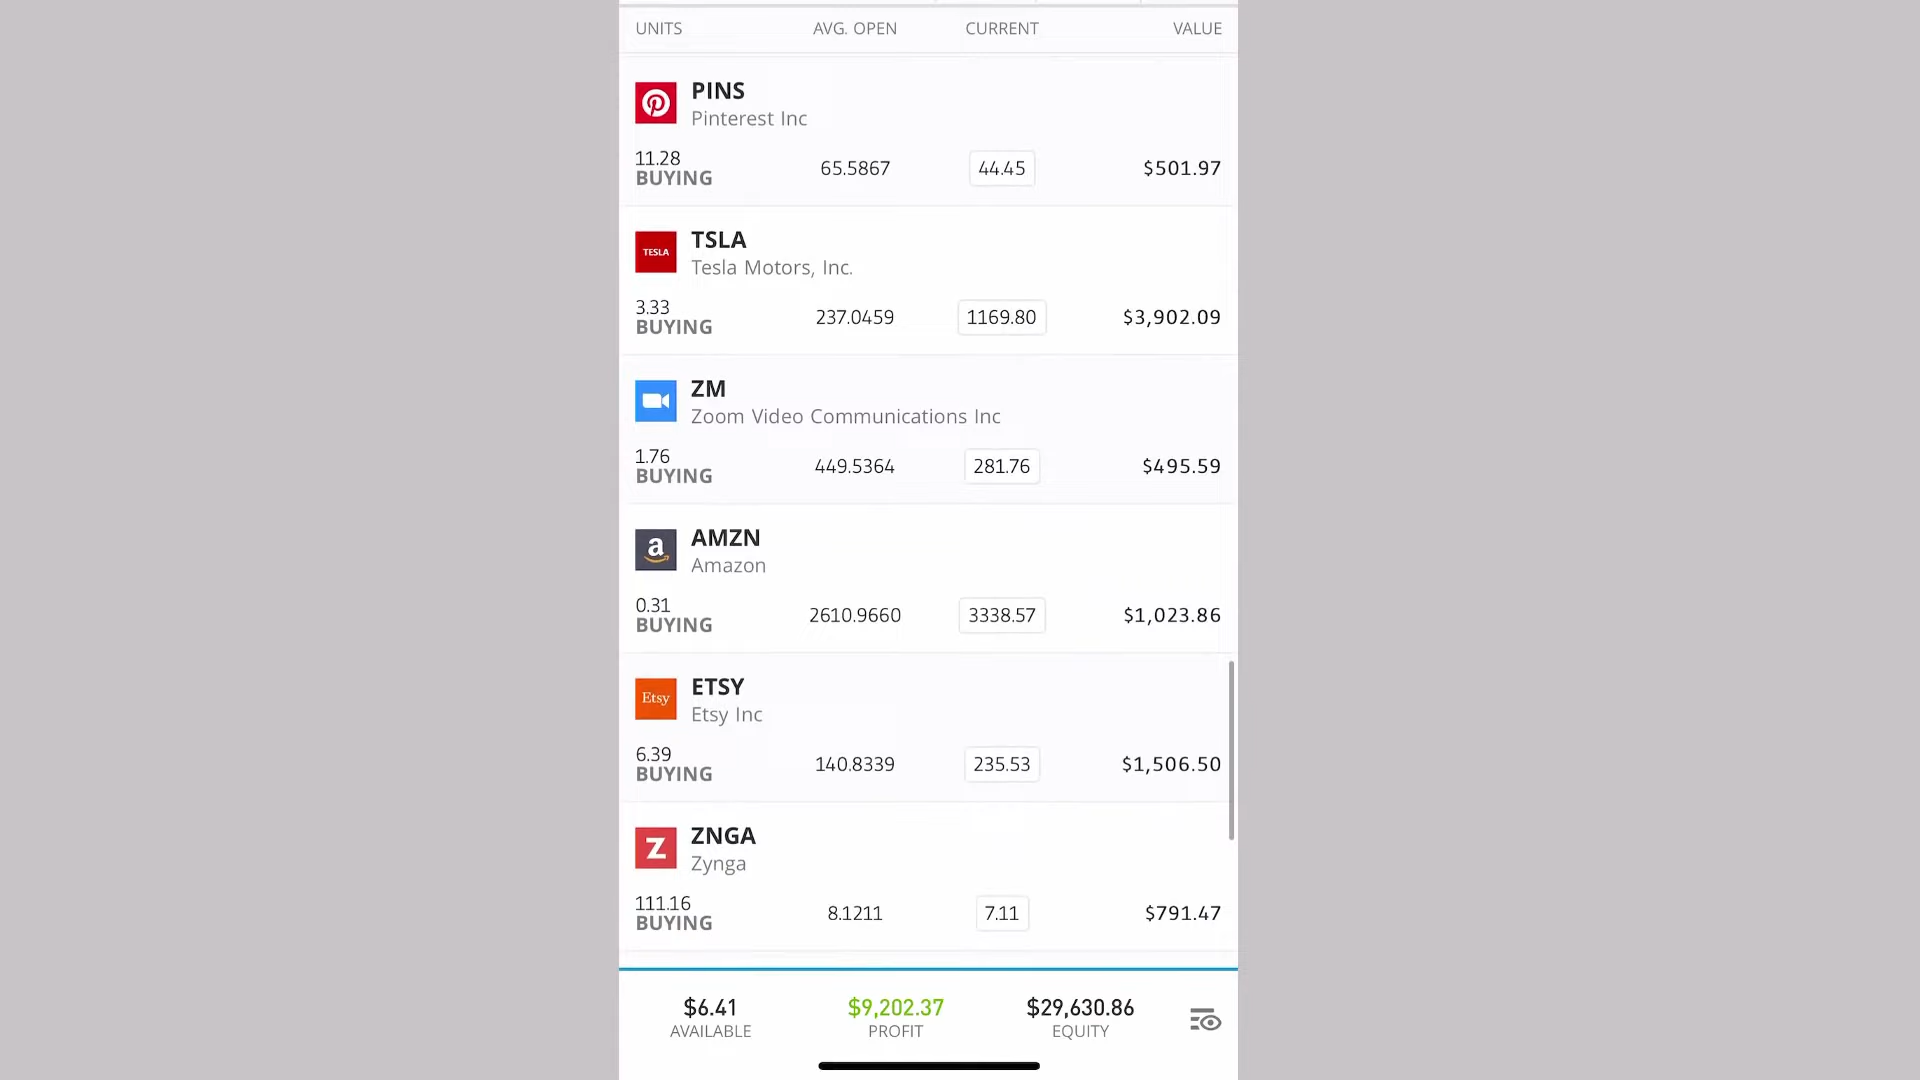 UNITS AVG. OPEN CURRENT VALUE
PINS
Pinterest Inc
11.28
BUYING 65.5867 44.45 $501.97
TESLA
TSLA
Tesla Motors, Inc.
3.33
BUYING 237.0459 1169.80 $3,902.09
ZM
Zoom Video Communications Inc
1.76
BUYING 449.5364 281.76 $495.59
a
AMZN
Amazon
0.31
BUYING 2610.9660 3338.57 $1,023.86
Etsy
ETSY
Etsy Inc
6.39
BUYING 140.8339 235.53 $1,506.50
Z
ZNGA
Zynga
111.16
BUYING 8.1211 7.11 $791.47
$6.41 $9,202.37 $29,630.86
AVAILABLE PROFIT EQUITY